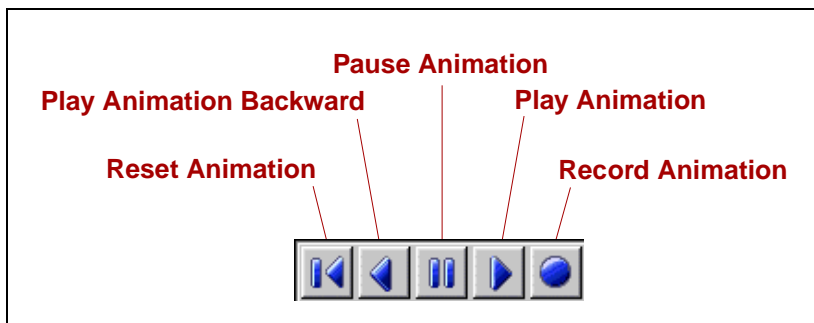 Pause Animation
Play Animation Backward
Play Animation
Reset Animation
Record Animation